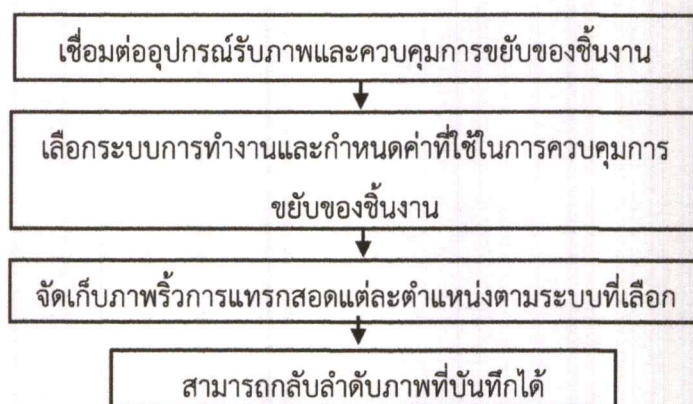 เชื่อมต่ออุปกรณ์รับภาพและควบคุมการขยับของชิ้นงาน
เลือกระบบการทำงานและกำหนดค่าที่ใช้ในการควบคุมการ
ขยับของชิ้นงาน
จัดเก็บภาพริ้วการแทรกสอดแต่ละตำแหน่งตามระบบที่เลือก
สามารถกลับลำดับภาพที่บันทึกได้